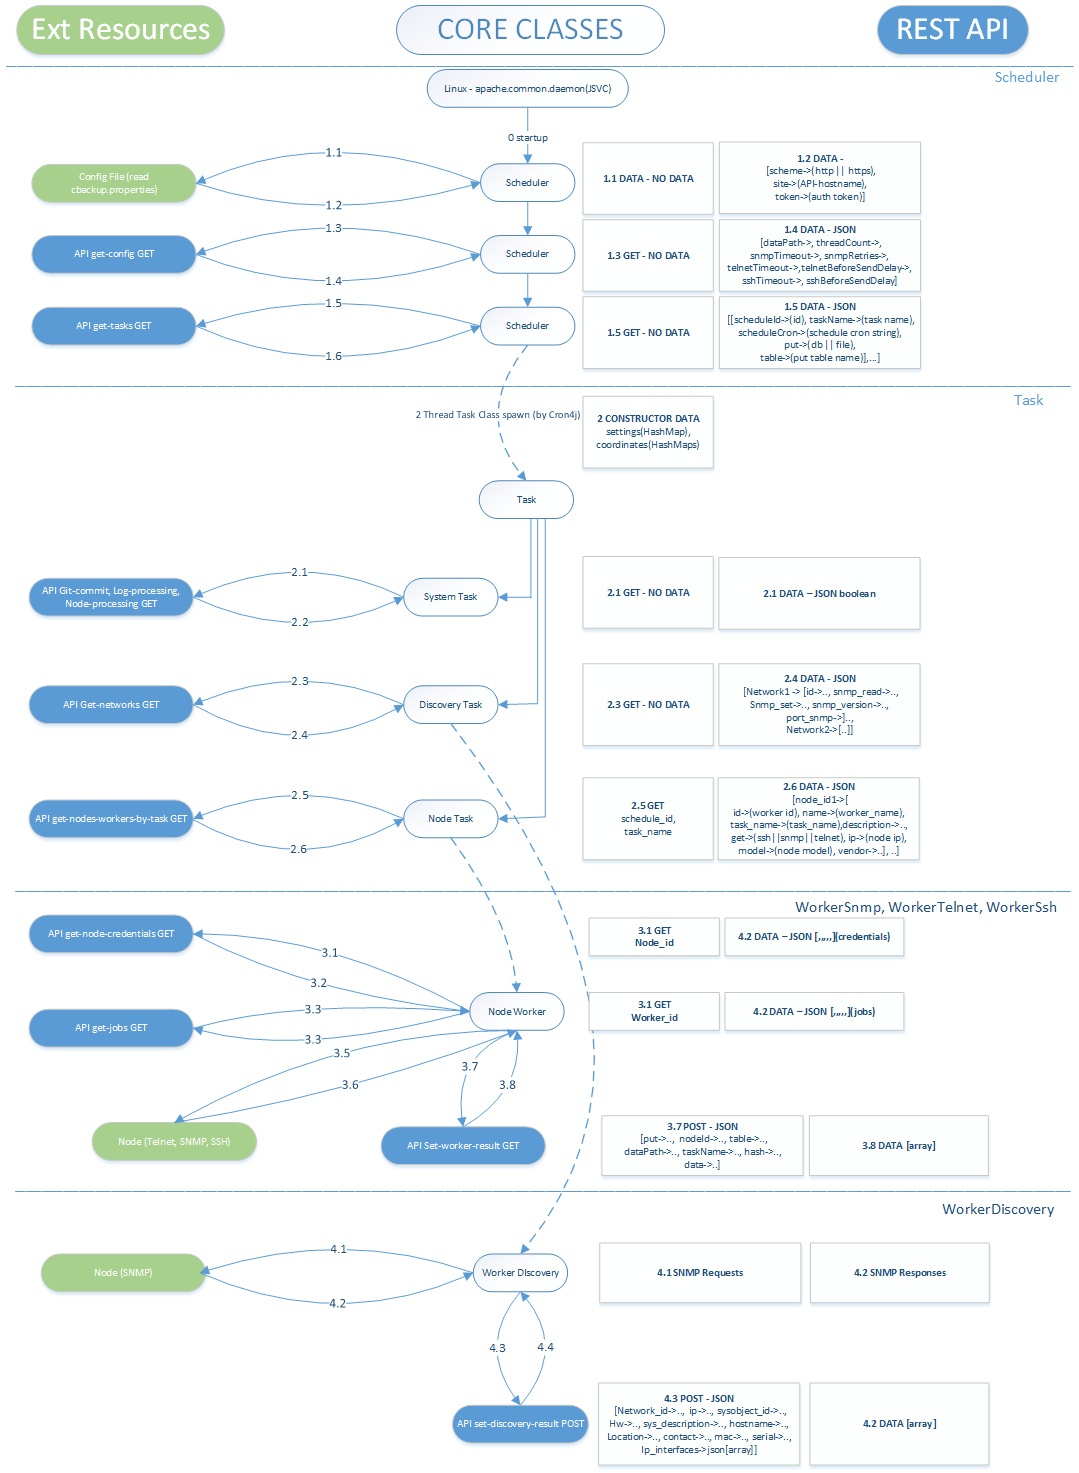 Ext Resources
CORE CLASSES
REST API
Scheduler
Linux - apache.common.daemon(JSVC)
0 startup
Config File (read
cbackup.properties)
1.1
1.2
Scheduler
1.1 DATA - NO DATA
1.2 DATA -
[scheme->(http || https),
site->(API-hostname),
token->(auth token)]
API get-config GET
1.3
1.4
Scheduler
1.3 GET - NO DATA
1.4 DATA - JSON
[dataPath->, threadCount->,
snmpTimeout->, snmpRetries->,
telnetTimeout->,telnetBeforeSendDelay->,
sshTimeout->, sshBeforeSendDelay]
API get-tasks GET
1.5
1.6
Scheduler
1.5 GET - NO DATA
1.5 DATA - JSON
[[scheduleId->(id), taskName->(task name),
scheduleCron->(schedule cron string),
put->(db || file),
table->(put table name)],...]
Task
2 Thread Task Class spawn (by Cron4j)
2 CONSTRUCTOR DATA
settings(HashMap),
coordinates(HashMaps)
Task
API Git-commit, Log-processing,
Node-processing GET
2.1
2.2
System Task
2.1 GET - NO DATA
2.1 DATA – JSON boolean
API Get-networks GET
2.3
2.4
Discovery Task
2.3 GET - NO DATA
2.4 DATA - JSON
[Network1 -> [id->.., snmp_read->..,
Snmp_set->.., snmp_version->..,
port_snmp->]..,
Network2->[..]]
API get-nodes-workers-by-task GET
2.5
2.6
Node Task
2.5 GET
schedule_id,
task_name
2.6 DATA - JSON
[node_id1->[
id->(worker id), name->(worker_name),
task_name->(task_name),description->..,
get->(ssh||snmp||telnet), ip->(node ip),
model->(node model), vendor->..], ..]
WorkerSnmp, WorkerTelnet, WorkerSsh
API get-node-credentials GET
3.1
3.2
3.1 GET
Node_id
4.2 DATA – JSON [,,,,,](credentials)
API get-jobs GET
3.3
3.3
Node Worker
3.1 GET
Worker_id
4.2 DATA – JSON [,,,,,](jobs)
3.5
3.6
3.7
3.8
Node (Telnet, SNMP, SSH)
API Set-worker-result GET
3.7 POST - JSON
[put->.., nodeId->.., table->..,
dataPath->.., taskName->.., hash->..,
data->..]
3.8 DATA [array]
WorkerDiscovery
Node (SNMP)
4.1
4.2
Worker DIscovery
4.1 SNMP Requests
4.2 SNMP Responses
4.3
4.4
API set-discovery-result POST
4.3 POST - JSON
[Network_id->.., ip->.., sysobject_id->..,
Hw->.., sys_description->.., hostname->..,
Location->.., contact->.., mac->.., serial->..,
Ip_interfaces->json[array]]
4.2 DATA [array]